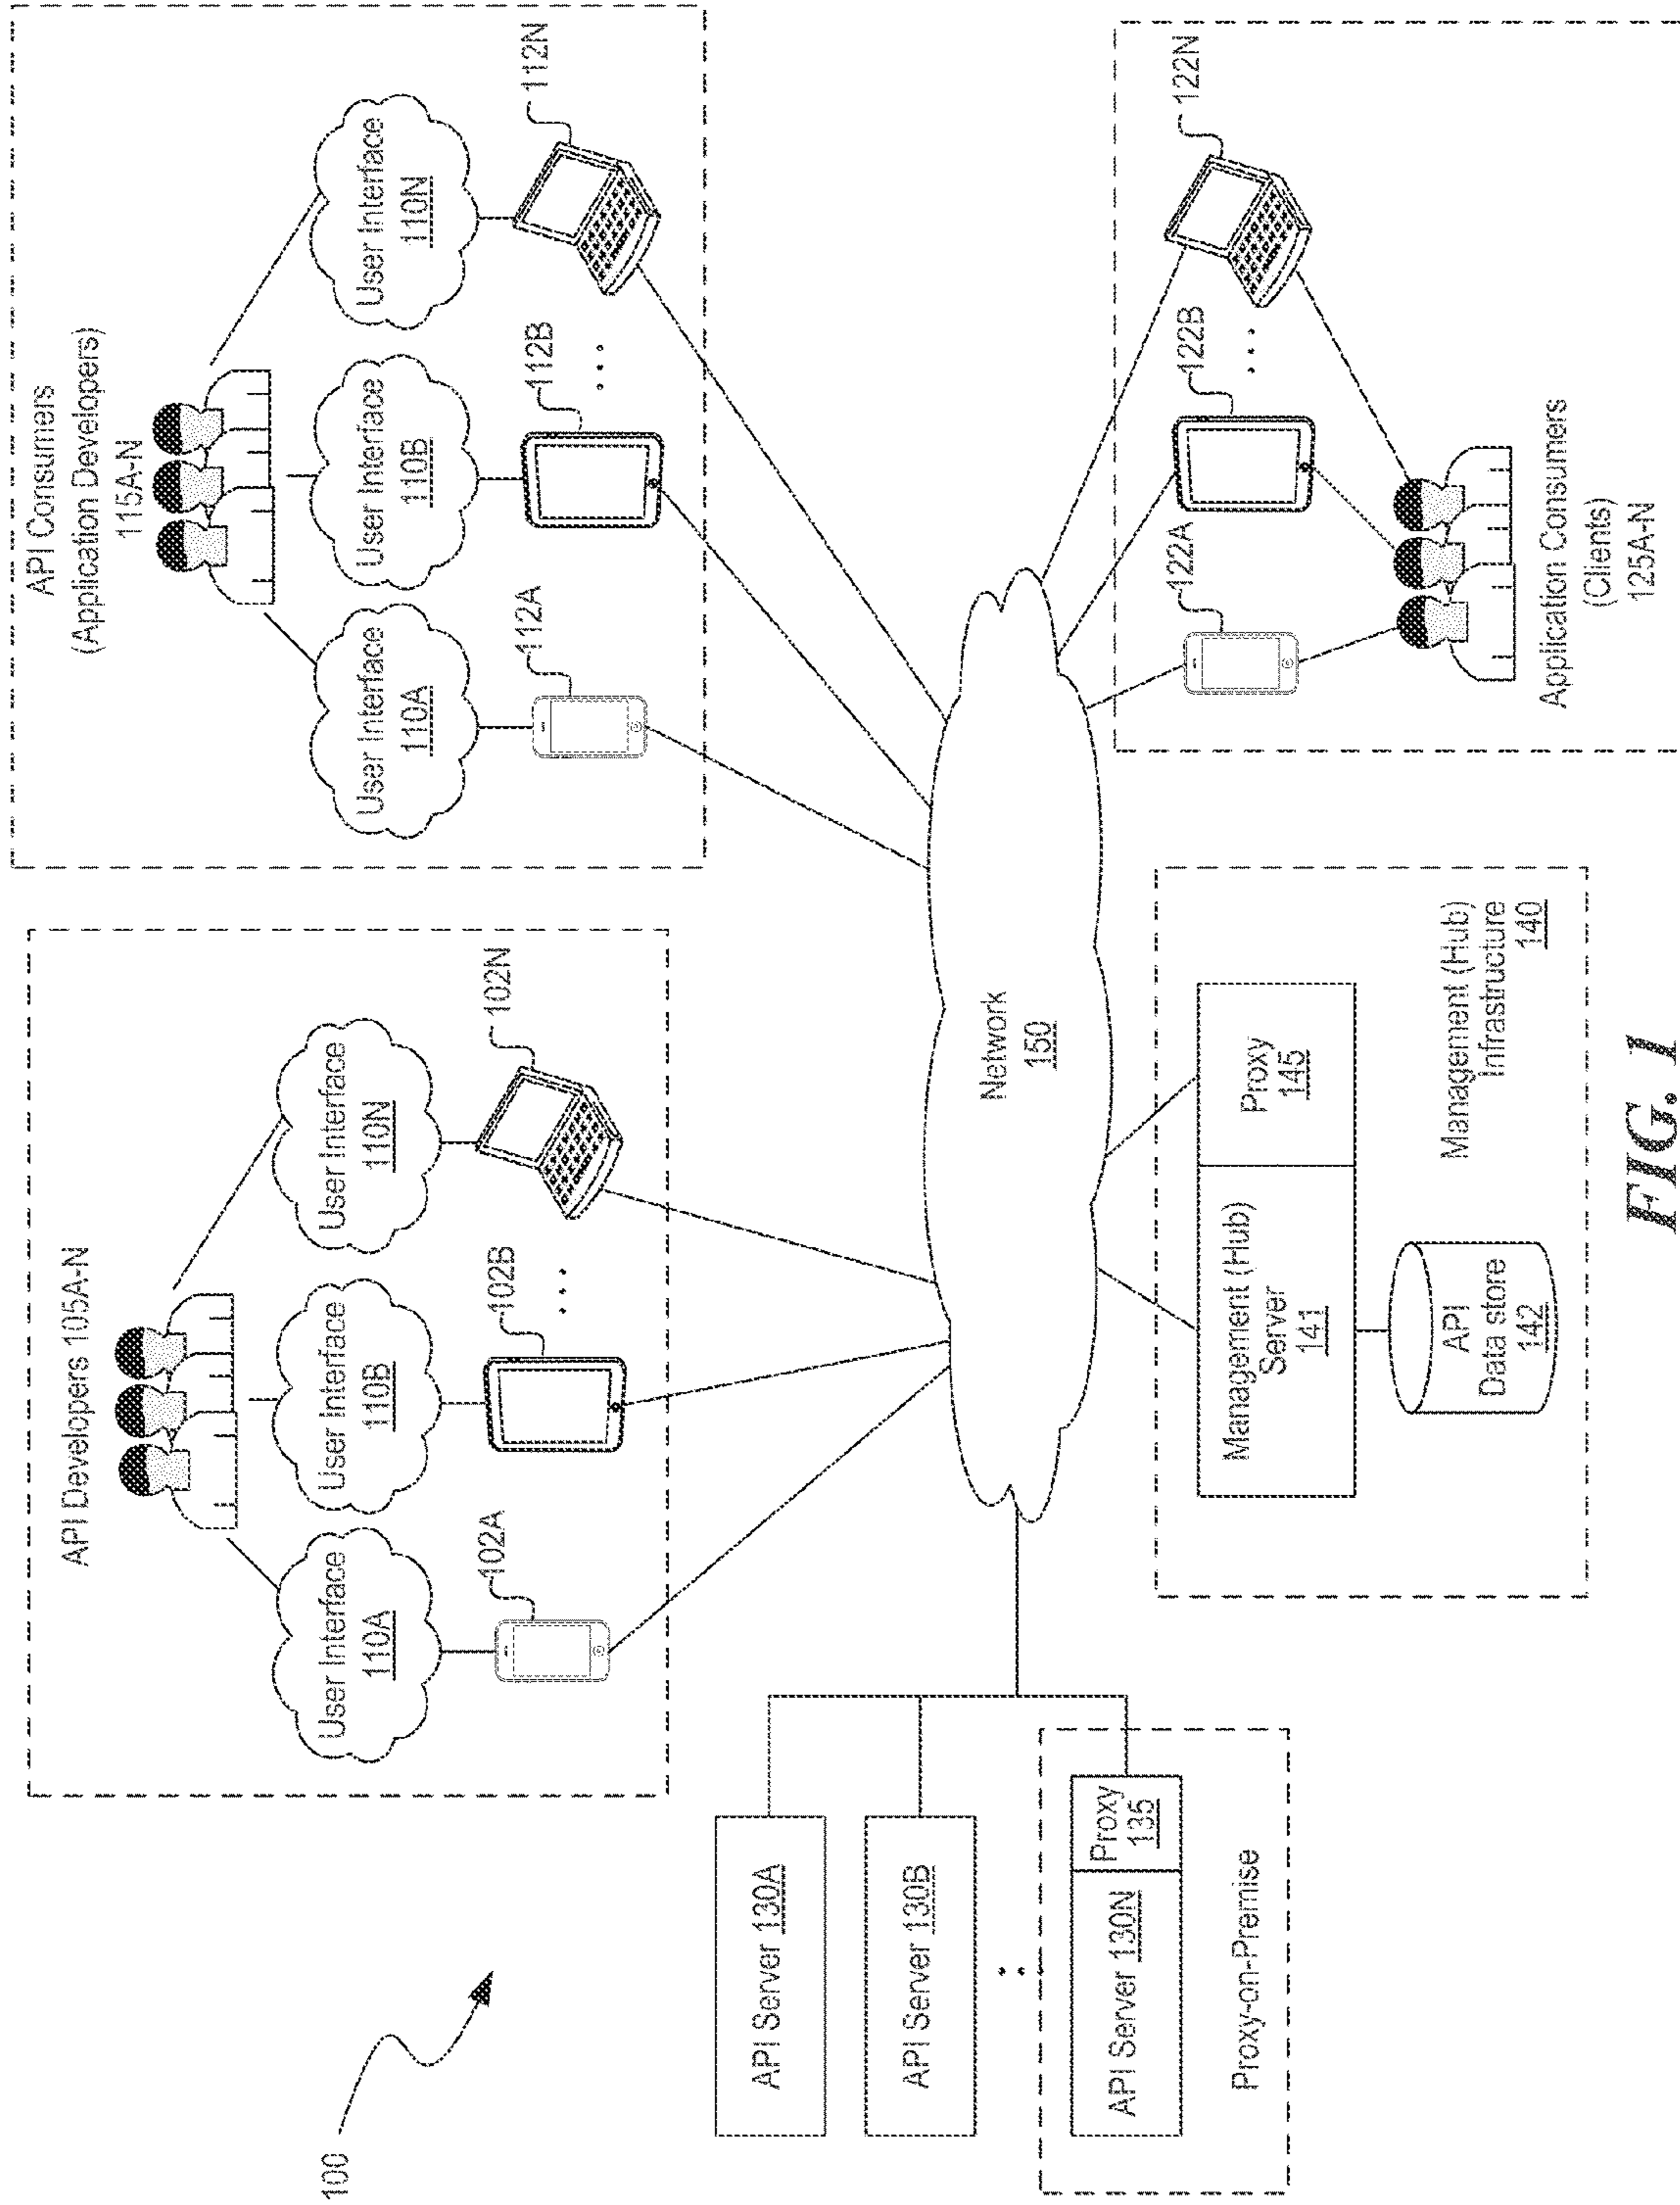 100
API Developers 105A-N
User Interface
110A
User Interface
110B
User Interface
110N
102A
102B
102N
API Consumers
(Application Developers)
115A-N
User Interface
110A
User Interface
110B
User Interface
110N
112A
112B
112N
API Server 130A
API Server 130B
API Server 130N
Proxy
135
Proxy-on-Premise
Network
150
Management (Hub)
Server
141
Proxy
145
API
Data store
142
Management (Hub)
Infrastructure
140
122A
122B
122N
Application Consumers
(Clients)
125A-N
FIG. 1